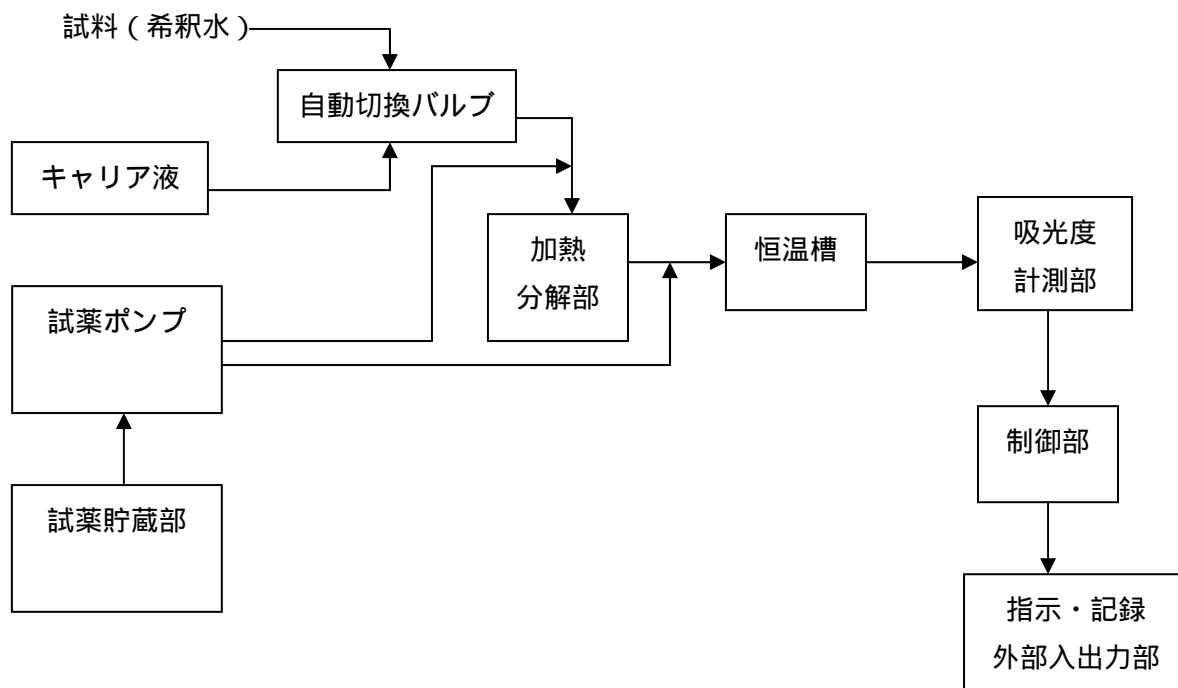 試料（希釈水）
自動切換バルブ
キャリア液
加熱
分解部
恒温槽
吸光度
計測部
試薬ポンプ
制御部
試薬貯蔵部
指示・記録
外部入出力部